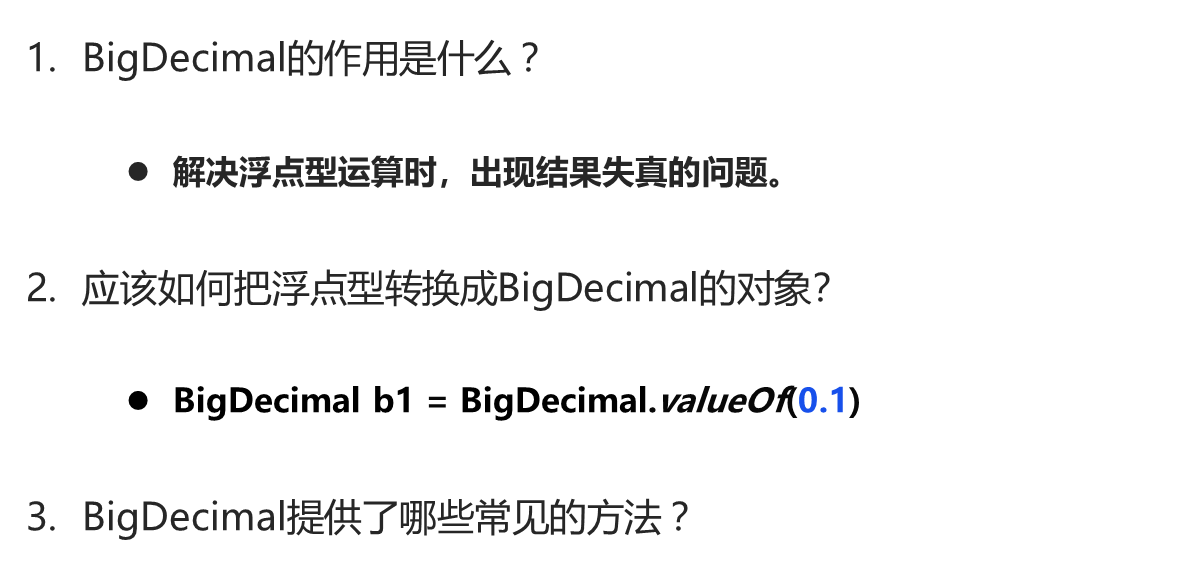 1. BigDecimal的作用是什么？
● 解决浮点型运算时，出现结果失真的问题。
2. 应该如何把浮点型转换成BigDecimal的对象?
● BigDecimal b1 = BigDecimal.valueOf(0.1)
3. BigDecimal提供了哪些常见的方法？